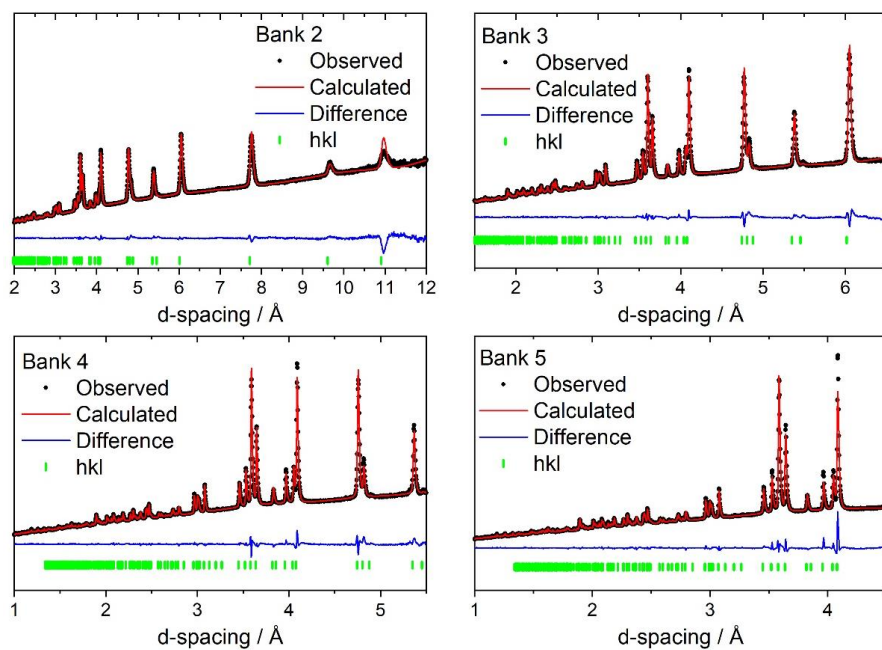 Bank 2
Observed
Calculated
Difference
hkl
2 3 4 5 6 7 8 9 10 11 12
d-spacing / Å
Bank 3
Observed
Calculated
Difference
hkl
2 3 4 5 6
d-spacing / Å
Bank 4
Observed
Calculated
Difference
hkl
1 2 3 4 5
d-spacing / Å
Bank 5
Observed
Calculated
Difference
hkl
1 2 3 4
d-spacing / Å